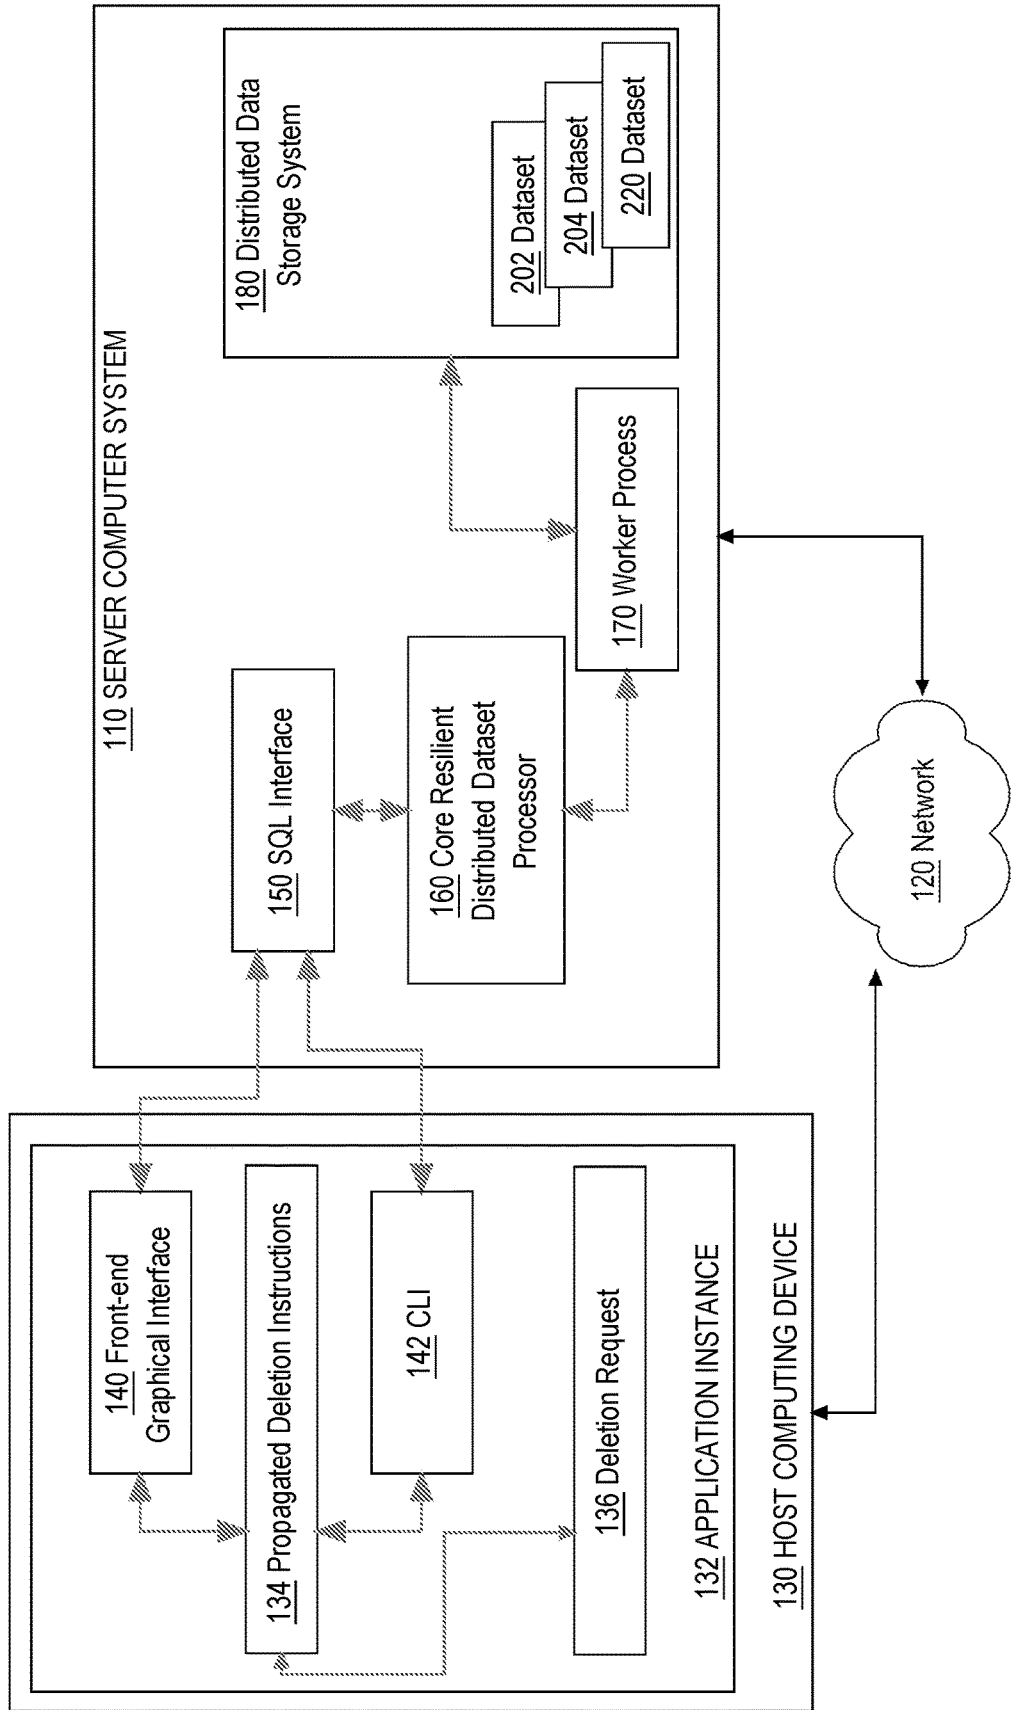 130 HOST COMPUTING DEVICE
132 APPLICATION INSTANCE
140 Front-end
Graphical Interface
134 Propagated Deletion Instructions
142 CLI
136 Deletion Request
110 SERVER COMPUTER SYSTEM
150 SQL Interface
160 Core Resilient
Distributed Dataset
Processor
170 Worker Process
180 Distributed Data
Storage System
202 Dataset
204 Dataset
220 Dataset
120 Network